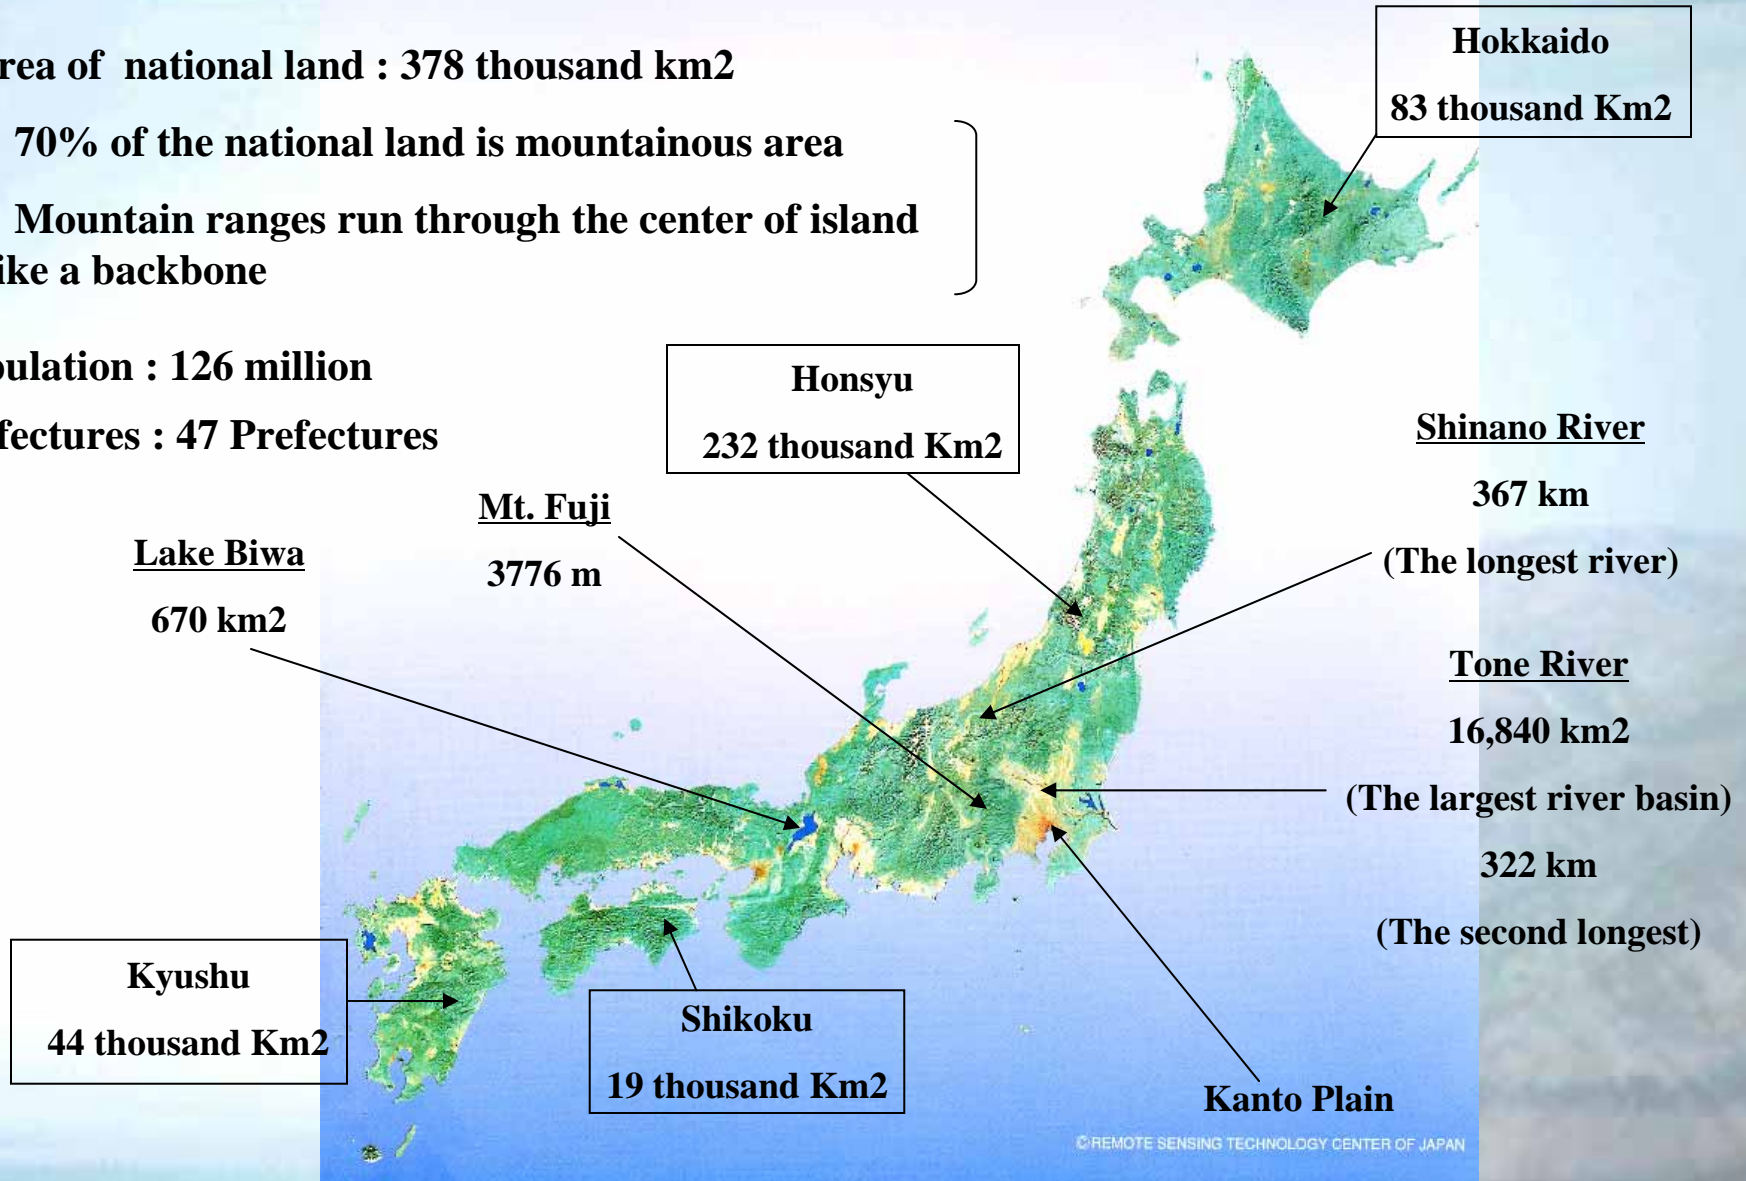 rea of national land : 378 thousand km2
70% of the national land is mountainous area
Mountain ranges run through the center of island
ike a backbone
pulation : 126 million
fectures : 47 Prefectures
Hokkaido
83 thousand Km2
Honsyu
232 thousand Km2
Shinano River
367 km
(The longest river)
Mt. Fuji
3776 m
Lake Biwa
670 km2
Tone River
16,840 km2
(The largest river basin)
322 km
(The second longest)
Kyushu
44 thousand Km2
Shikoku
19 thousand Km2
Kanto Plain
©REMOTE SENSING TECHNOLOGY CENTER OF JAPAN